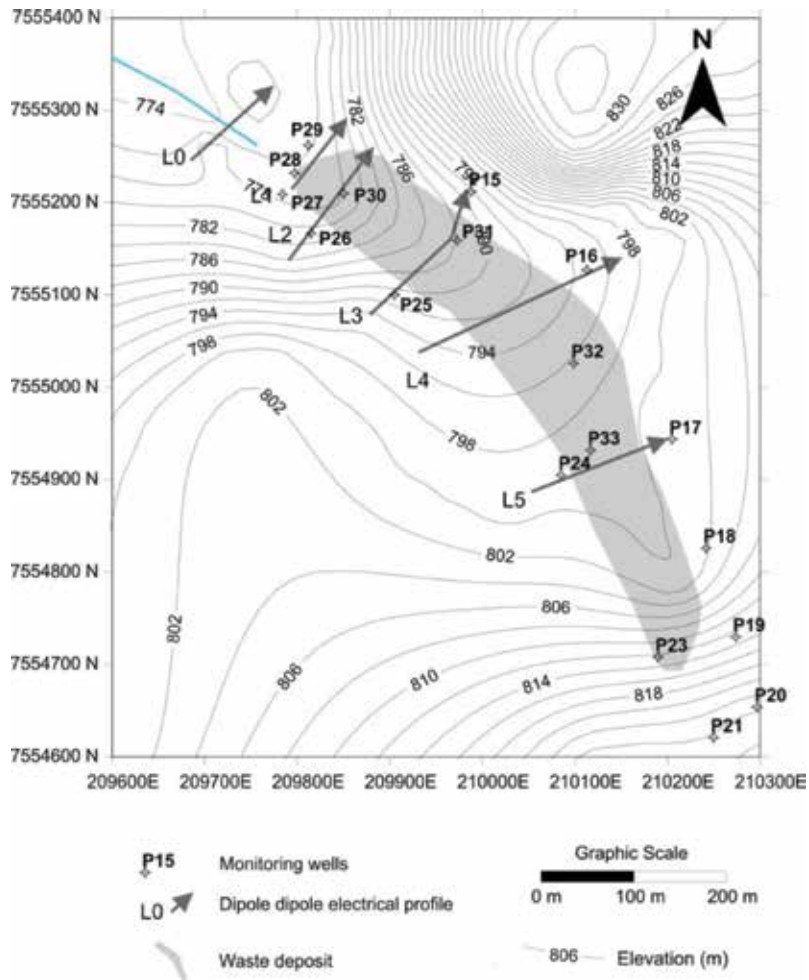 7555400 N
7555300 N
7555200 N
7555100 N
7555000 N
7554900 N
7554800 N
7554700 N
7554600 N
209600E 209700E 209800E 209900E 210000E 210100E 210200E 210300E
N
774
782
830
826
822
818
814
810
806
802
L0
P29
P28
P27
P30
786
P15
790
P31
782
L2
P26
P16
798
786
790
L3
P25
794
794
798
L4
P32
802
798
P17
P33
P24
L5
P18
802
806
802
P19
P23
806
810
814
818
P20
P21
P15 Monitoring wells
L0 Dipole dipole electrical profile
Waste deposit
Graphic Scale
0 m 100 m 200 m
806 Elevation (m)